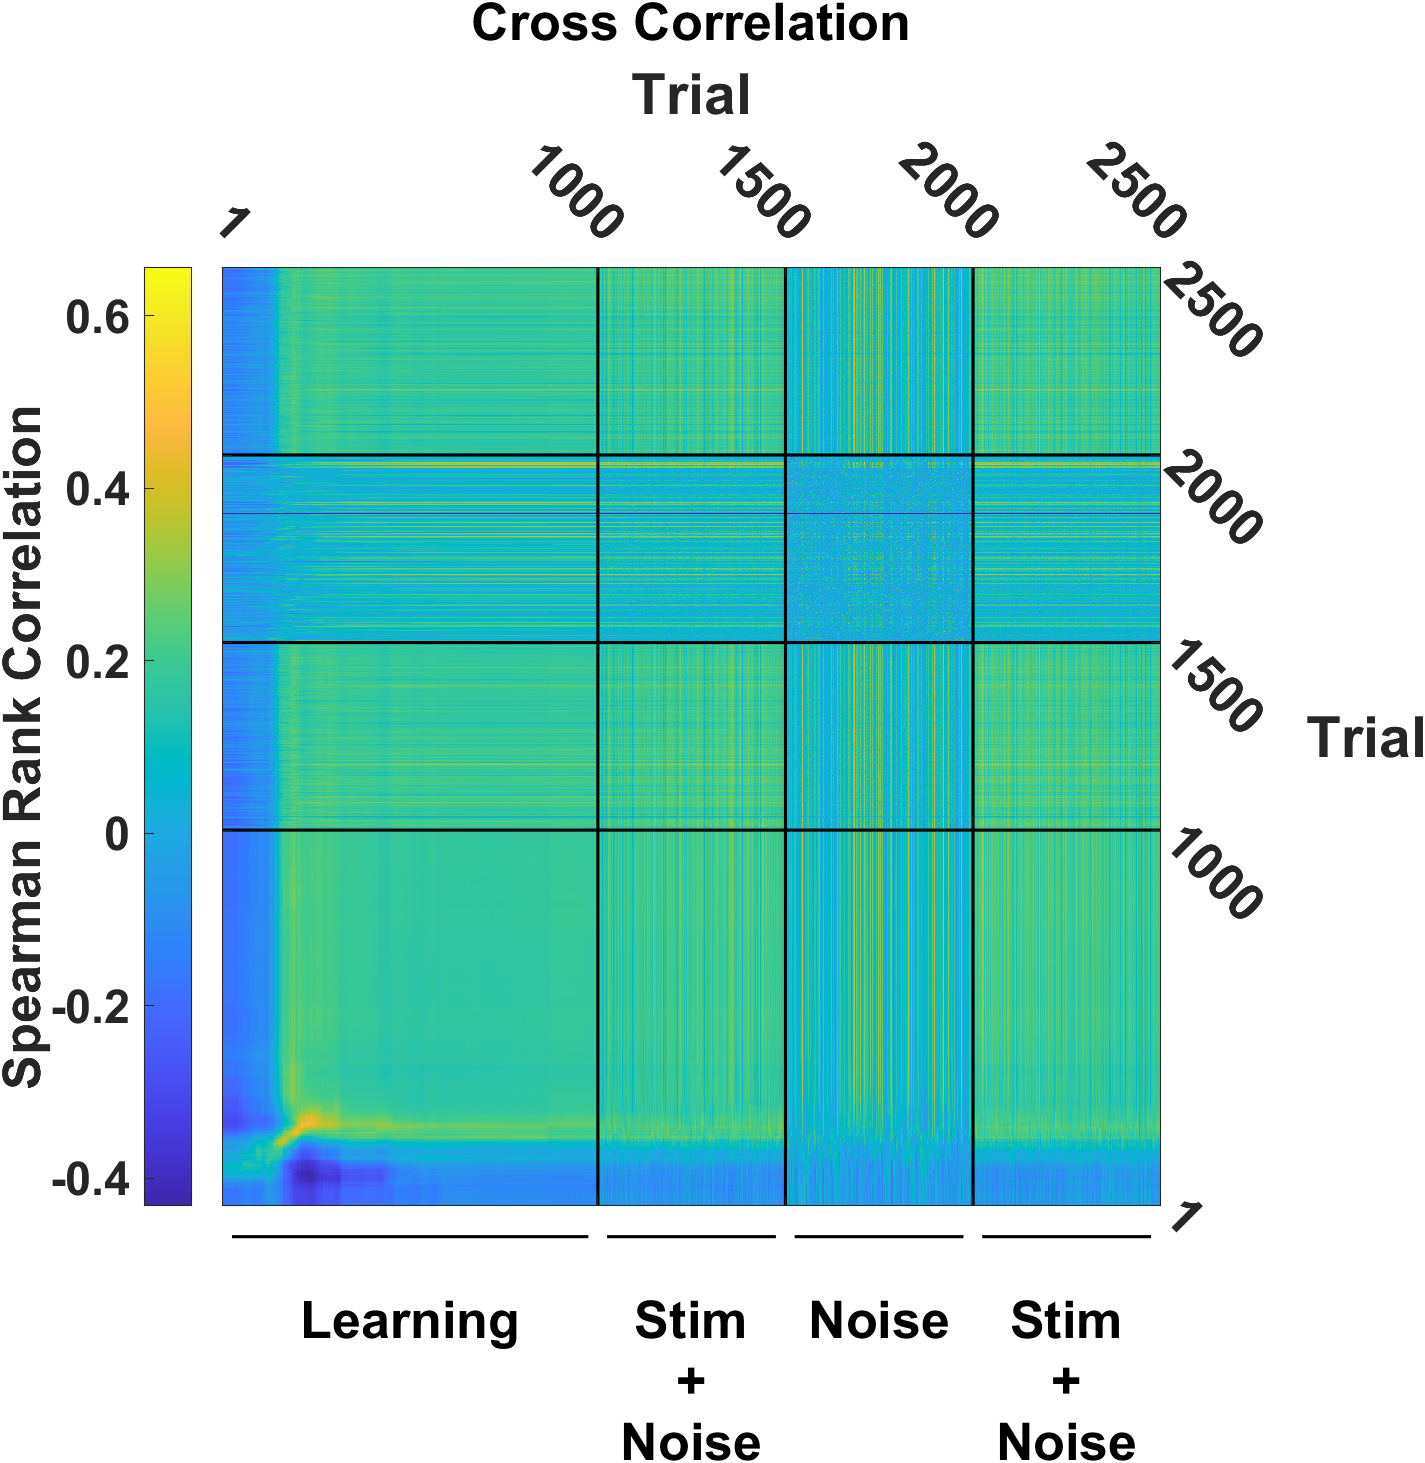 Cross Correlation
Trial
1
1000
1500
2000
2500
Spearman Rank Correlation
0.6
0.4
0.2
0
-0.2
-0.4
2500
2000
1500
1000
1
Trial
Learning
Stim
+
Noise
Noise
Stim
+
Noise